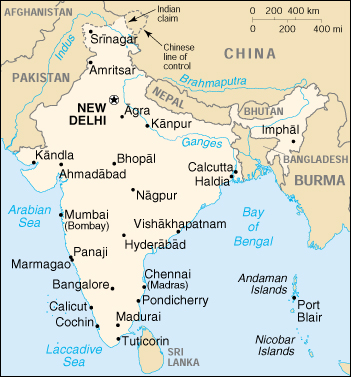 AFGHANISTAN
Indian
claim
0 200 400 km
0 200 400 mi
Chinese
line of
control
Srīnagar
Indus
CHINA
Amritsar
PAKISTAN
Brahmaputra
NEW
DELHI
NEPAL
BHUTAN
Agra
Kānpur
Imphāl
Ganges
BANGLADESH
Kāndla
Bhopāl
Ahmadābad
Calcutta
Haldia
BURMA
Nāgpur
Arabian
Sea
Mumbai
(Bombay)
Vishākhapatnam
Bay
of
Bengal
Hyderābād
Panaji
Marmagao
Chennai
(Madras)
Andaman
Islands
Bangalore
Pondicherry
Port
Blair
Calicut
Madurai
Cochin
Nicobar
Islands
Tuticorin
Laccadive
Sea
SRI
LANKA